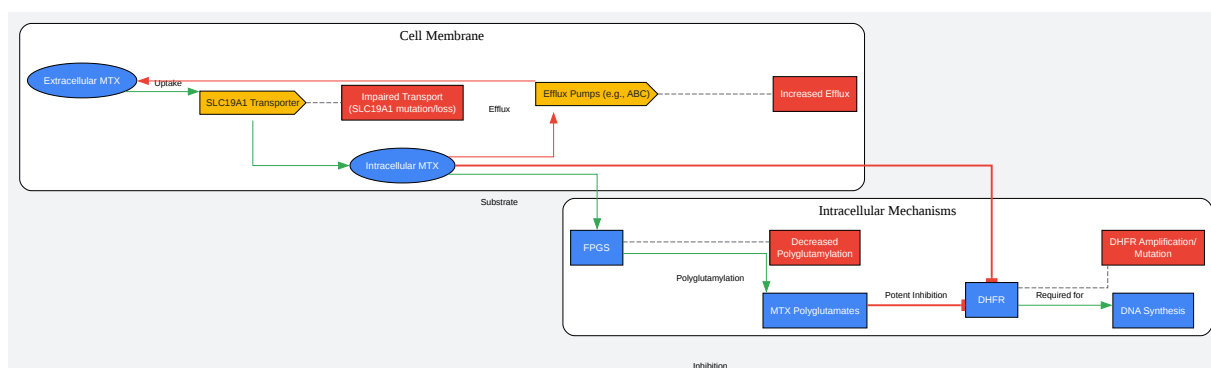 Cell Membrane
Extracellular MTX
Uptake
SLC19A1 Transporter
Impaired Transport
(SLC19A1 mutation/loss)
Efflux
Efflux Pumps (e.g., ABC)
Increased Efflux
Intracellular MTX
Substrate
Intracellular Mechanisms
FPGS
Decreased
Polyglutamylation
DHFR Amplification/
Mutation
Polyglutamylation
MTX Polyglutamates
Potent Inhibition
DHFR
Required for
DNA Synthesis
Inhibition